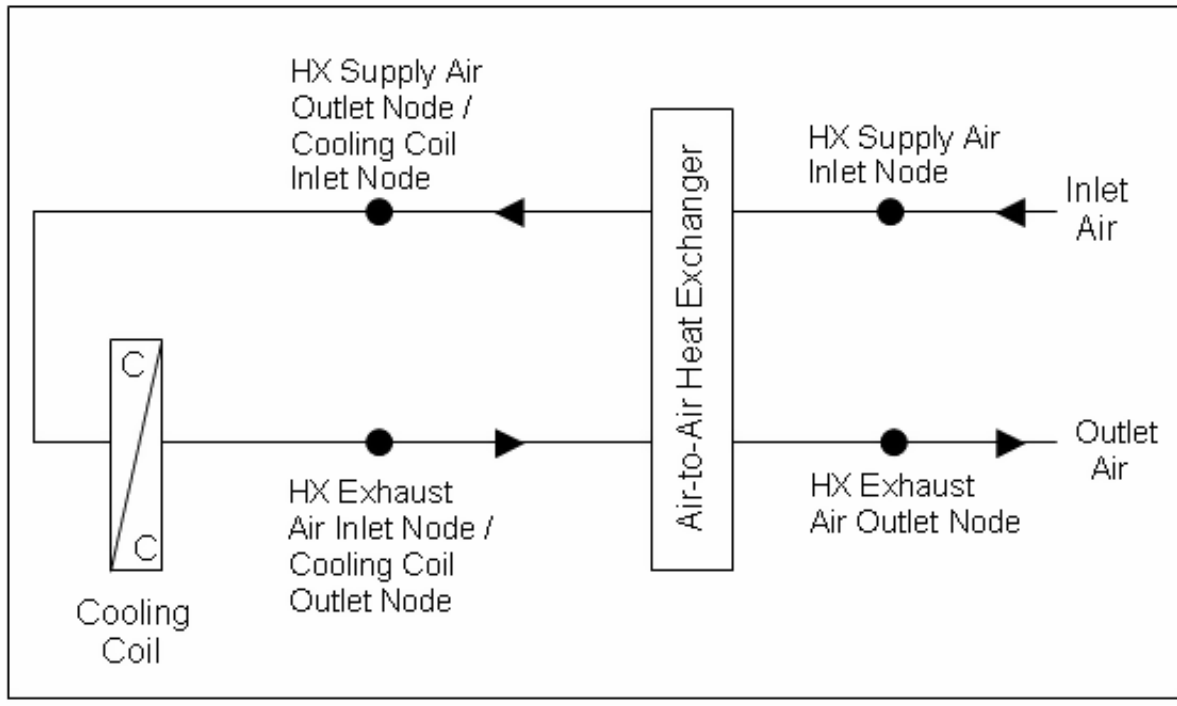 HX Supply Air
Outlet Node /
Cooling Coil
Inlet Node
Air-to-Air Heat Exchanger
HX Supply Air
Inlet Node
Inlet
Air
C
C
Cooling
Coil
HX Exhaust
Air Inlet Node /
Cooling Coil
Outlet Node
HX Exhaust
Air Outlet Node
Outlet
Air